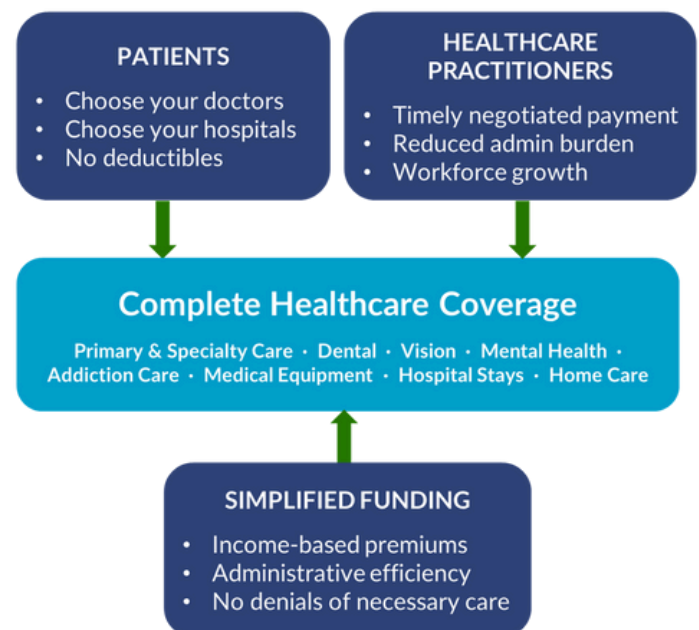 PATIENTS
• Choose your doctors
• Choose your hospitals
• No deductibles
HEALTHCARE
PRACTITIONERS
• Timely negotiated payment
• Reduced admin burden
• Workforce growth
Complete Healthcare Coverage
Primary & Specialty Care · Dental · Vision · Mental Health ·
Addiction Care · Medical Equipment · Hospital Stays · Home Care
SIMPLIFIED FUNDING
• Income-based premiums
• Administrative efficiency
• No denials of necessary care